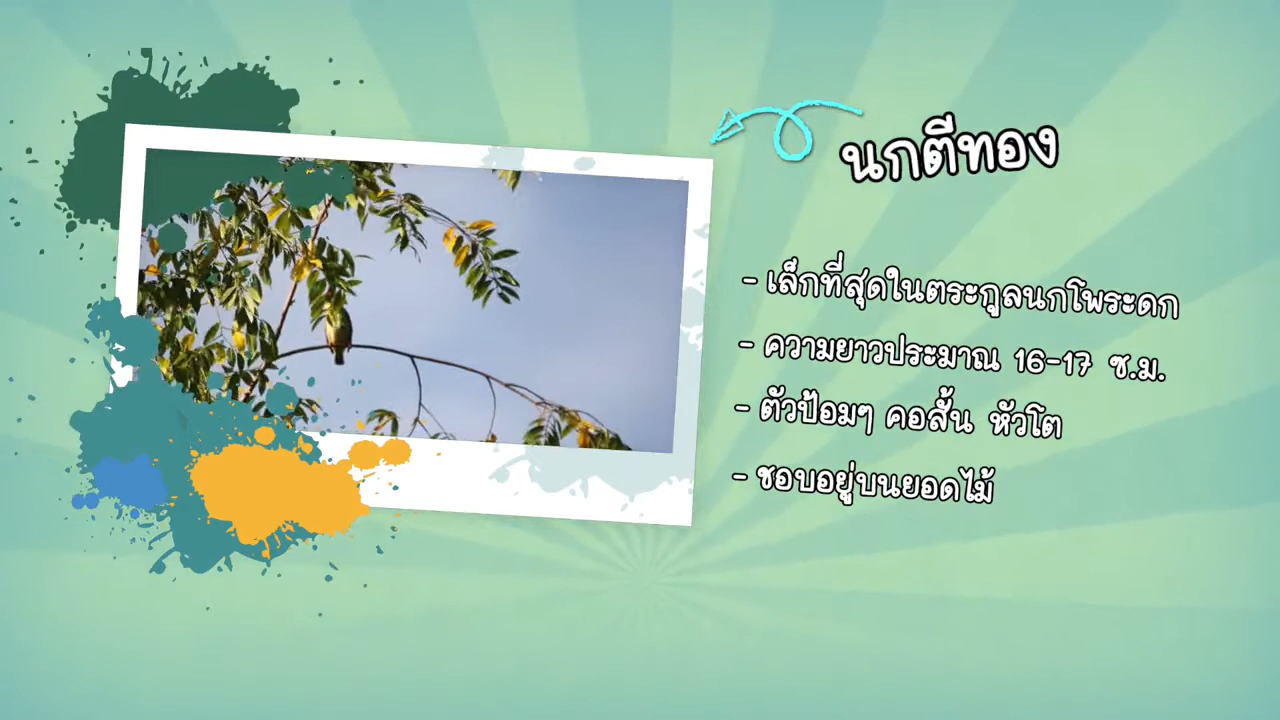 นกตีทอง
- เล็กที่สุดในตระกูลนกโพระดก
- ความยาวประมาณ 16-17 ซ.ม.
- ตัวป้อมๆ คอสั้น หัวโต
- ชอบอยู่บนยอดไม้